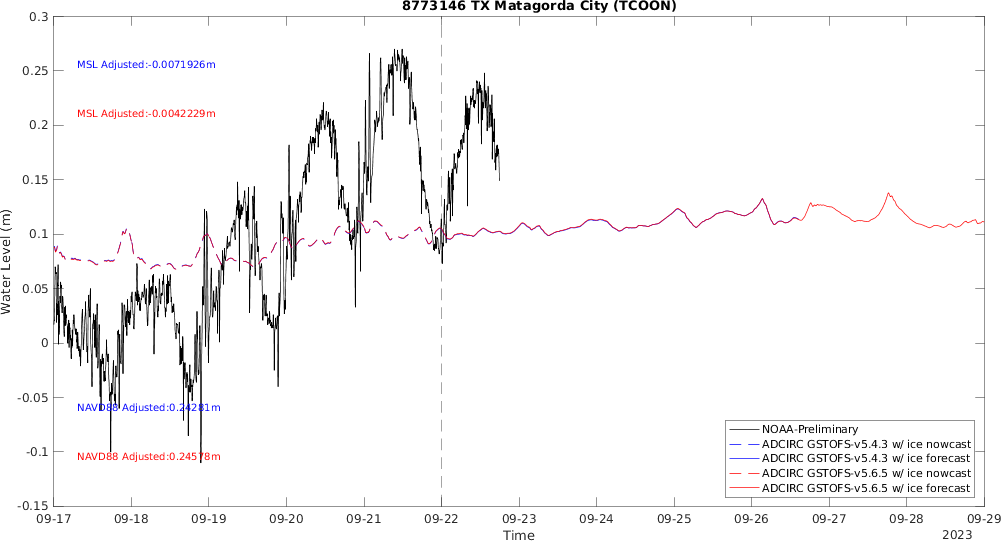 8773146 TX Matagorda City (TCOON)
0.3
0.25
0.2
0.15
0.1
0.05
0
-0.05
-0.1
-0.15
Water Level (m)
MSL Adjusted:-0.0071926m
MSL Adjusted:-0.0042229m
NAVD88 Adjusted:0.24281m
NAVD88 Adjusted:0.24578m
NOAA-Preliminary
ADCIRC GSTOFS-v5.4.3 w/ ice nowcast
ADCIRC GSTOFS-v5.4.3 w/ ice forecast
ADCIRC GSTOFS-v5.6.5 w/ ice nowcast
ADCIRC GSTOFS-v5.6.5 w/ ice forecast
09-17 09-18 09-19 09-20 09-21 09-22 09-23 09-24 09-25 09-26 09-27 09-28 09-29
Time
2023